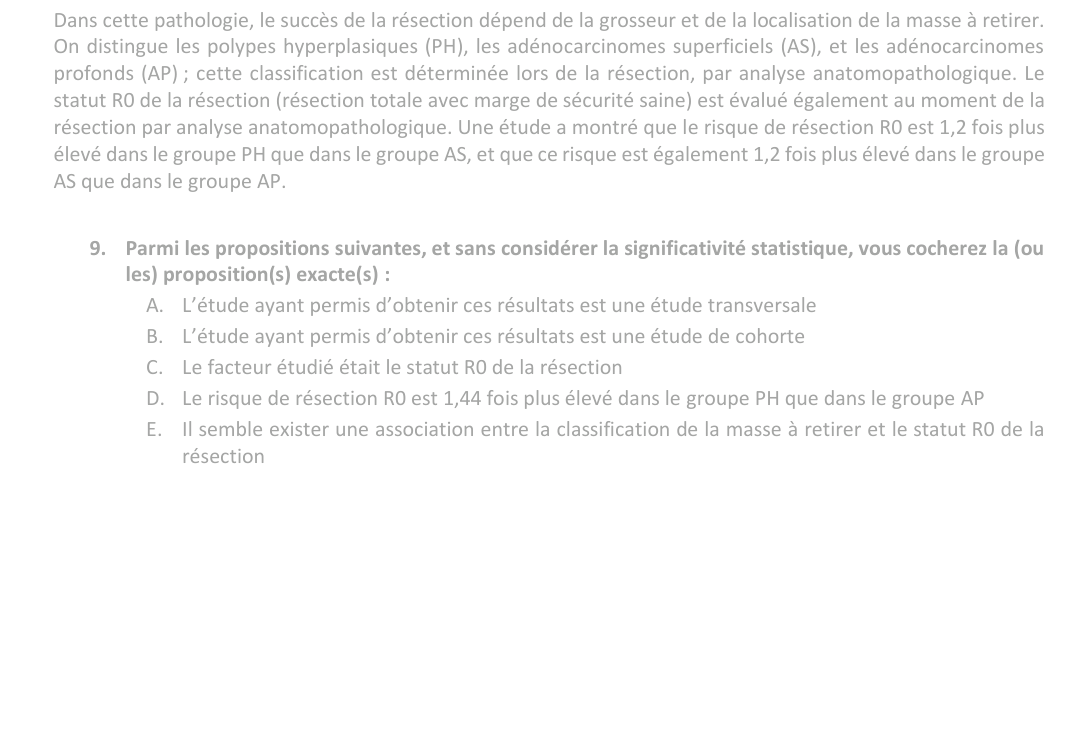 Dans cette pathologie, le succès de la résection dépend de la grosseur et de la localisation de la masse à retirer.
On distingue les polypes hyperplasiques (PH), les adénocarcinomes superficiels (AS), et les adénocarcinomes
profonds (AP) ; cette classification est déterminée lors de la résection, par analyse anatomopathologique. Le
statut R0 de la résection (résection totale avec marge de sécurité saine) est évalué également au moment de la
résection par analyse anatomopathologique. Une étude a montré que le risque de résection R0 est 1,2 fois plus
élevé dans le groupe PH que dans le groupe AS, et que ce risque est également 1,2 fois plus élevé dans le groupe
AS que dans le groupe AP.
9. Parmi les propositions suivantes, et sans considérer la significativité statistique, vous cocherez la (ou
les) proposition(s) exacte(s) :
A. L’étude ayant permis d’obtenir ces résultats est une étude transversale
B. L’étude ayant permis d’obtenir ces résultats est une étude de cohorte
C. Le facteur étudié était le statut R0 de la résection
D. Le risque de résection R0 est 1,44 fois plus élevé dans le groupe PH que dans le groupe AP
E. Il semble exister une association entre la classification de la masse à retirer et le statut R0 de la
résection